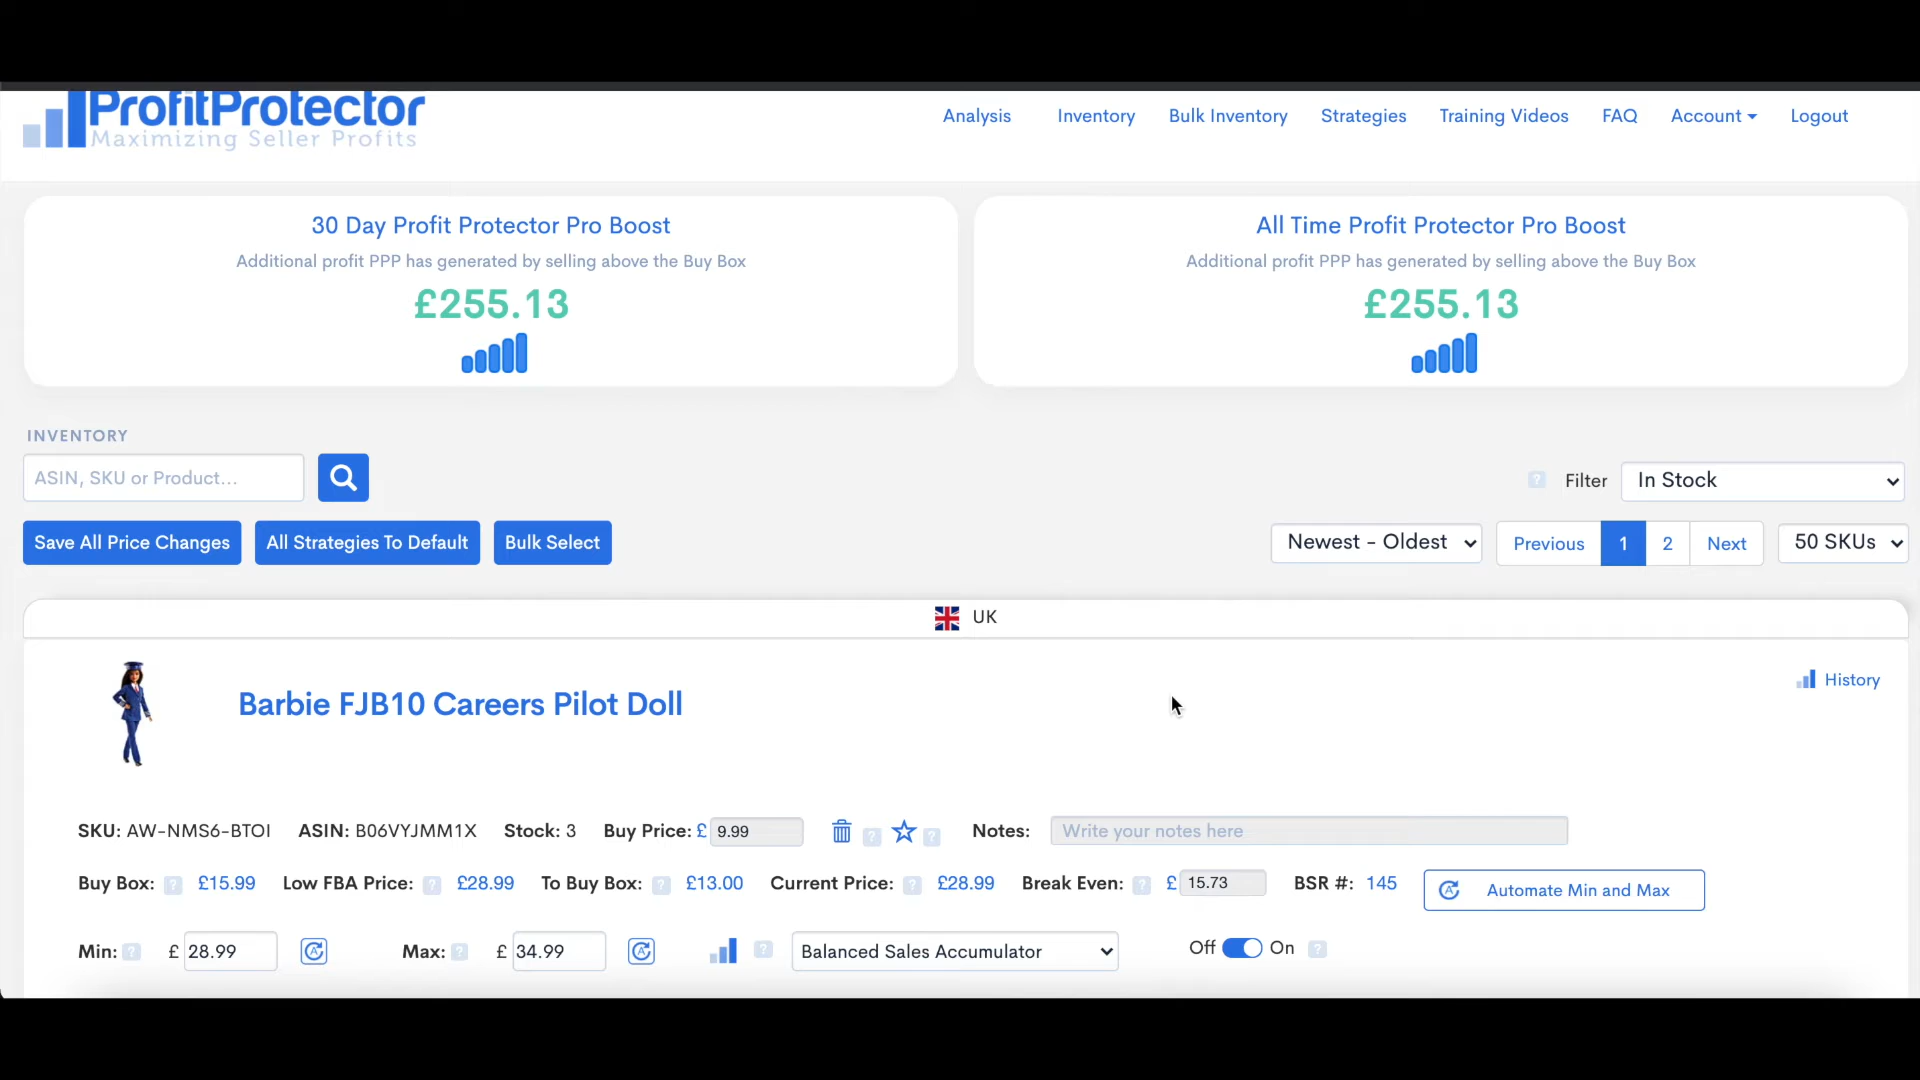 ProfitProtector
Maximizing Seller Profits
Analysis Inventory Bulk Inventory Strategies Training Videos FAQ Account Logout
30 Day Profit Protector Pro Boost
Additional profit PPP has generated by selling above the Buy Box
£255.13
All Time Profit Protector Pro Boost
Additional profit PPP has generated by selling above the Buy Box
£255.13
INVENTORY
ASIN, SKU or Product...
? Filter In Stock
Save All Price Changes All Strategies To Default Bulk Select
Newest - Oldest Previous 1 2 Next 50 SKUs
UK
Barbie FJB10 Careers Pilot Doll
History
SKU: AW-NMS6-BTOI ASIN: B06VYJMM1X Stock: 3 Buy Price: £ 9.99 ? ? Notes: Write your notes here
Buy Box: ? £15.99 Low FBA Price: ? £28.99 To Buy Box: ? £13.00 Current Price: ? £28.99 Break Even: ? £ 15.73 BSR #: 145 A Automate Min and Max
Min: ? £ 28.99 A Max: ? £ 34.99 A ? Balanced Sales Accumulator Off On ?